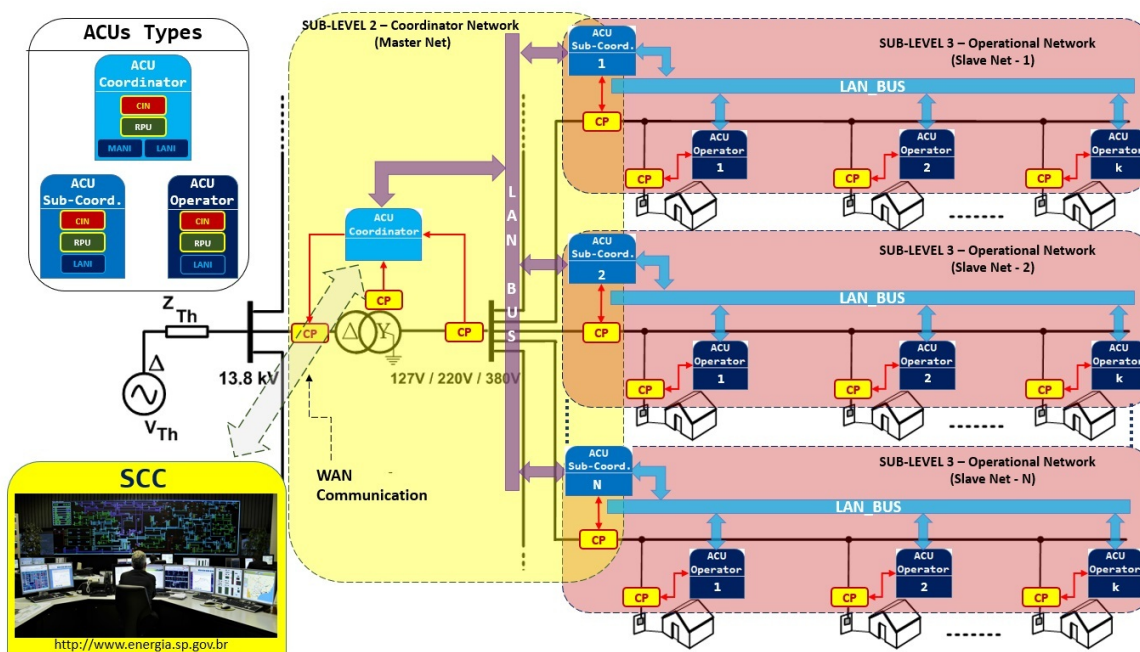 ACUs Types
ACU
Coordinator
CIN
RPU
MANI LANI
ACU
Sub-Coord.
CIN
RPU
LANI
ACU
Operator
CIN
RPU
LANI
Z Th
Δ
V Th
13.8 kV
SCC
http://www.energia.sp.gov.br
SUB-LEVEL 2 – Coordinator Network
(Master Net)
ACU
Coordinator
CP
CP
CP
Δ Y
127V / 220V / 380V
WAN
Communication
LAN BUS
SUB-LEVEL 3 – Operational Network
(Slave Net - 1)
ACU
Sub-Coord.
1
LAN_BUS
CP
ACU
Operator
1
CP
ACU
Operator
2
CP
ACU
Operator
k
CP
SUB-LEVEL 3 – Operational Network
(Slave Net - 2)
ACU
Sub-Coord.
2
LAN_BUS
CP
ACU
Operator
1
CP
ACU
Operator
2
CP
ACU
Operator
k
CP
SUB-LEVEL 3 – Operational Network
(Slave Net - N)
ACU
Sub-Coord.
N
LAN_BUS
CP
ACU
Operator
1
CP
ACU
Operator
2
CP
ACU
Operator
k
CP